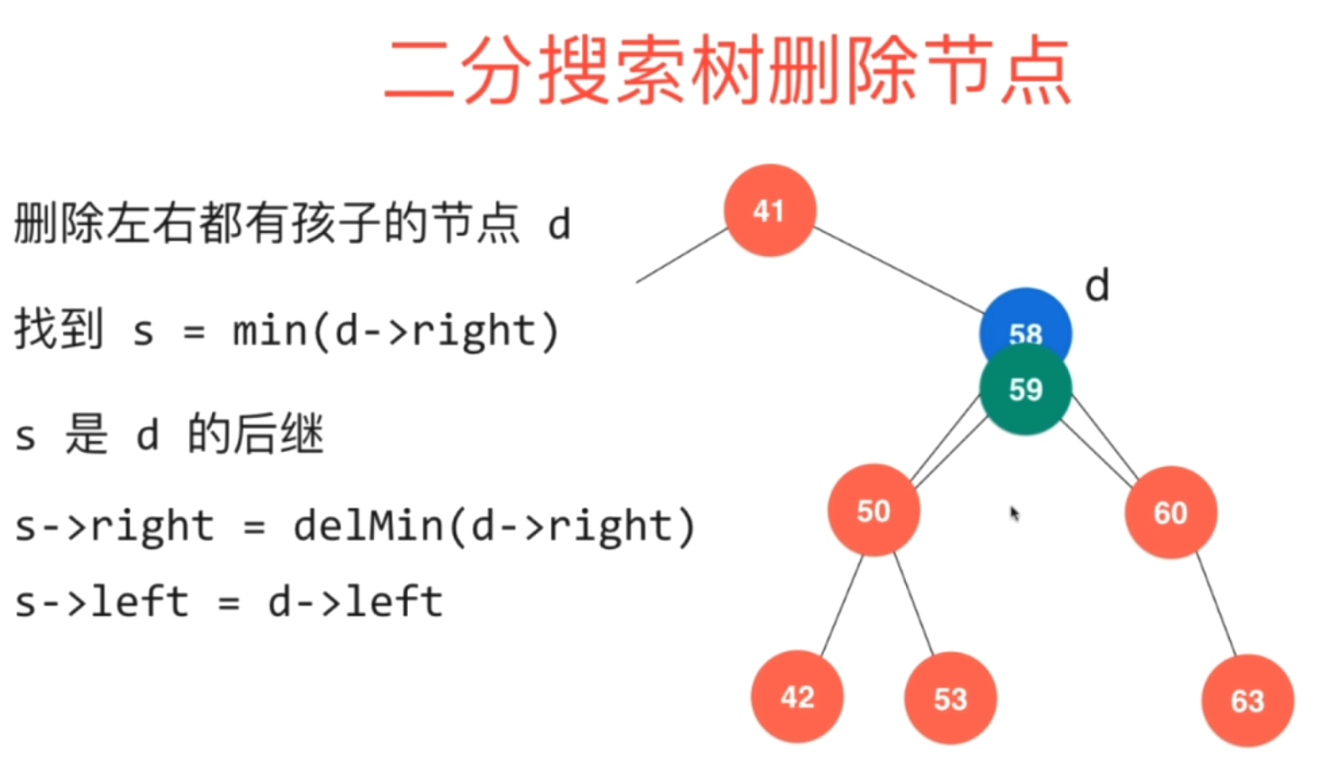 二分搜索树删除节点
删除左右都有孩子的节点 d
找到 s = min(d->right)
s 是 d 的后继
s->right = delMin(d->right)
s->left = d->left
41
d
58
59
50
60
42
53
63